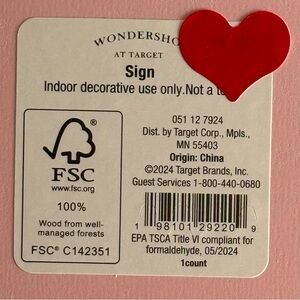 WONDERSHO
AT TARGET
Sign
Indoor decorative use only.Not a to
051 12 7924
Dist. by Target Corp., Mpls.,
MN 55403
Origin: China
©2024 Target Brands, Inc.
Guest Services 1-800-440-0680
FSC
www.fsc.org
100%
Wood from well-
managed forests
FSC® C142351
1 98101 29220 9
EPA TSCA Title VI compliant for
formaldehyde, 05/2024
1count